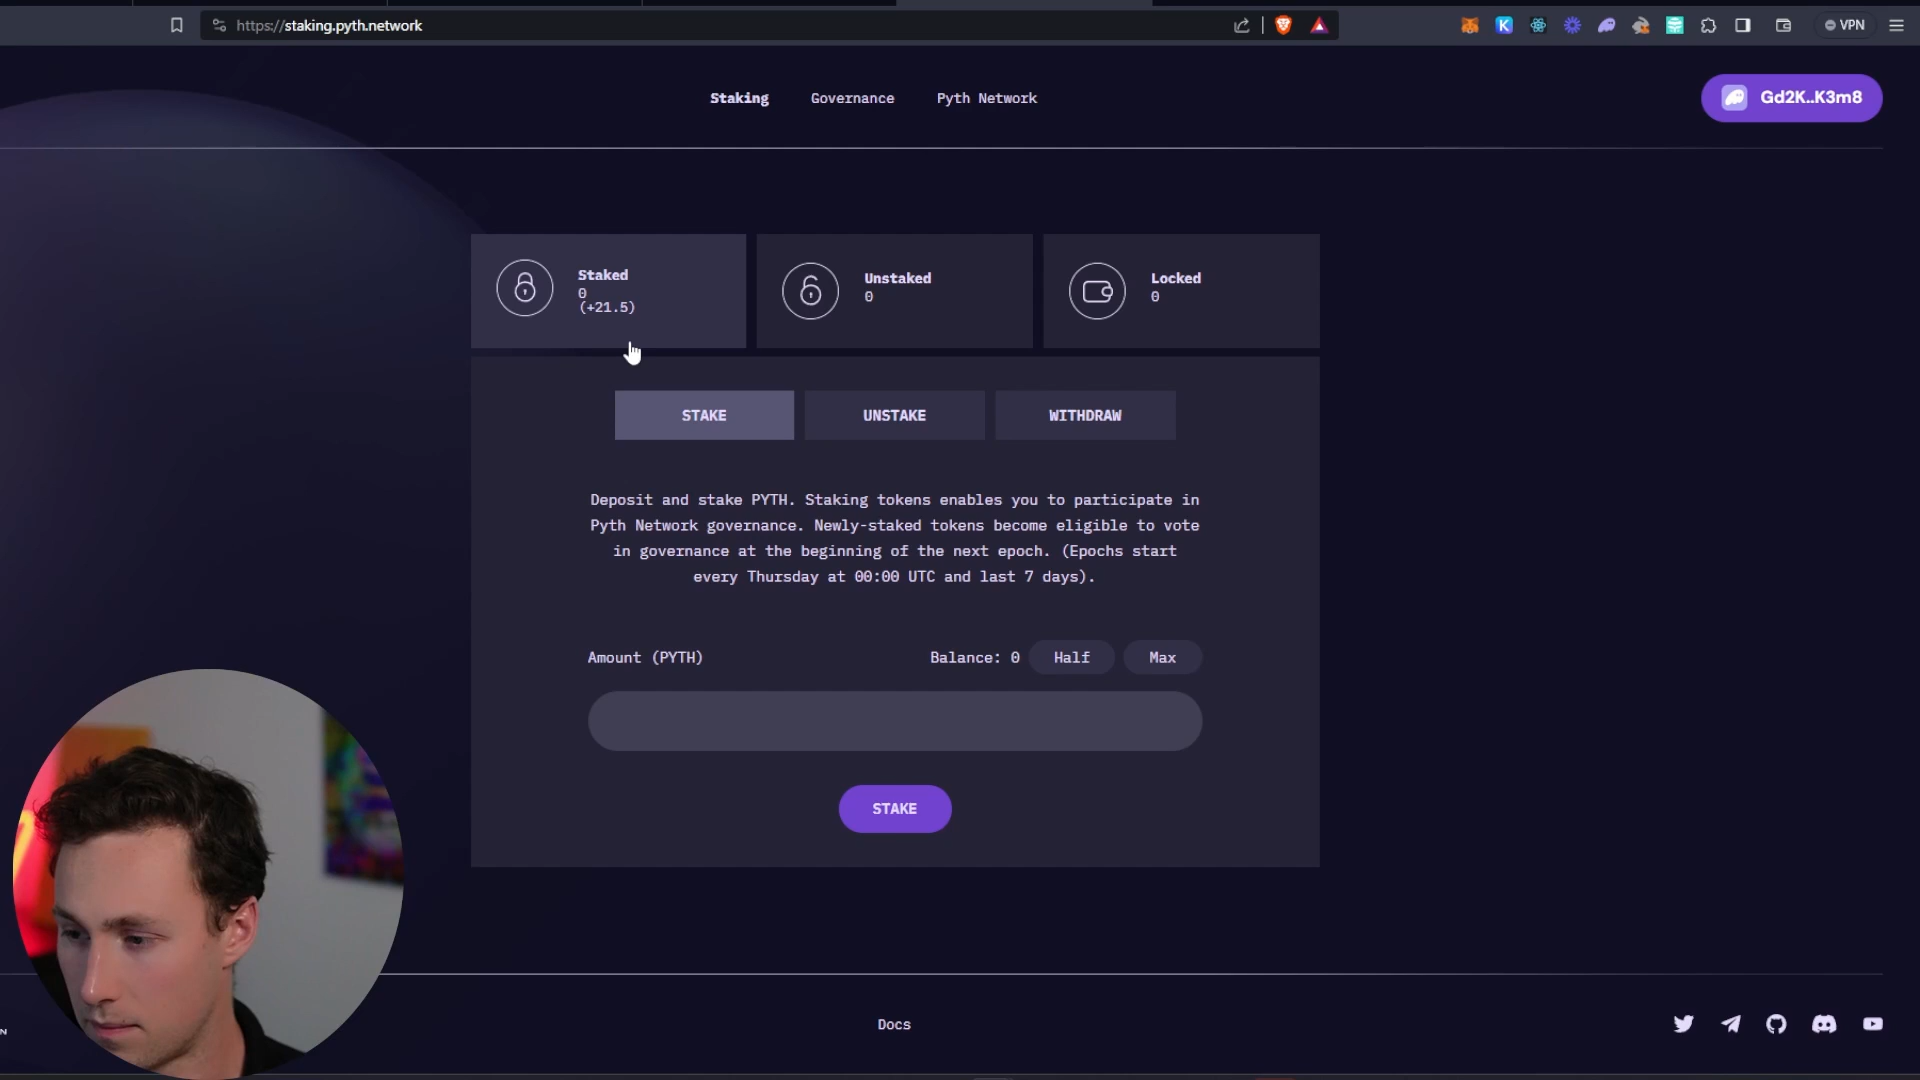 https://staking.pyth.network
VPN
Staking
Governance
Pyth Network
Gd2K..K3m8
Staked
0
(+21.5)
Unstaked
0
Locked
0
STAKE
UNSTAKE
WITHDRAW
Deposit and stake PYTH. Staking tokens enables you to participate in
Pyth Network governance. Newly-staked tokens become eligible to vote
in governance at the beginning of the next epoch. (Epochs start
every Thursday at 00:00 UTC and last 7 days).
Amount (PYTH)
Balance: 0
Half
Max
STAKE
Docs
N